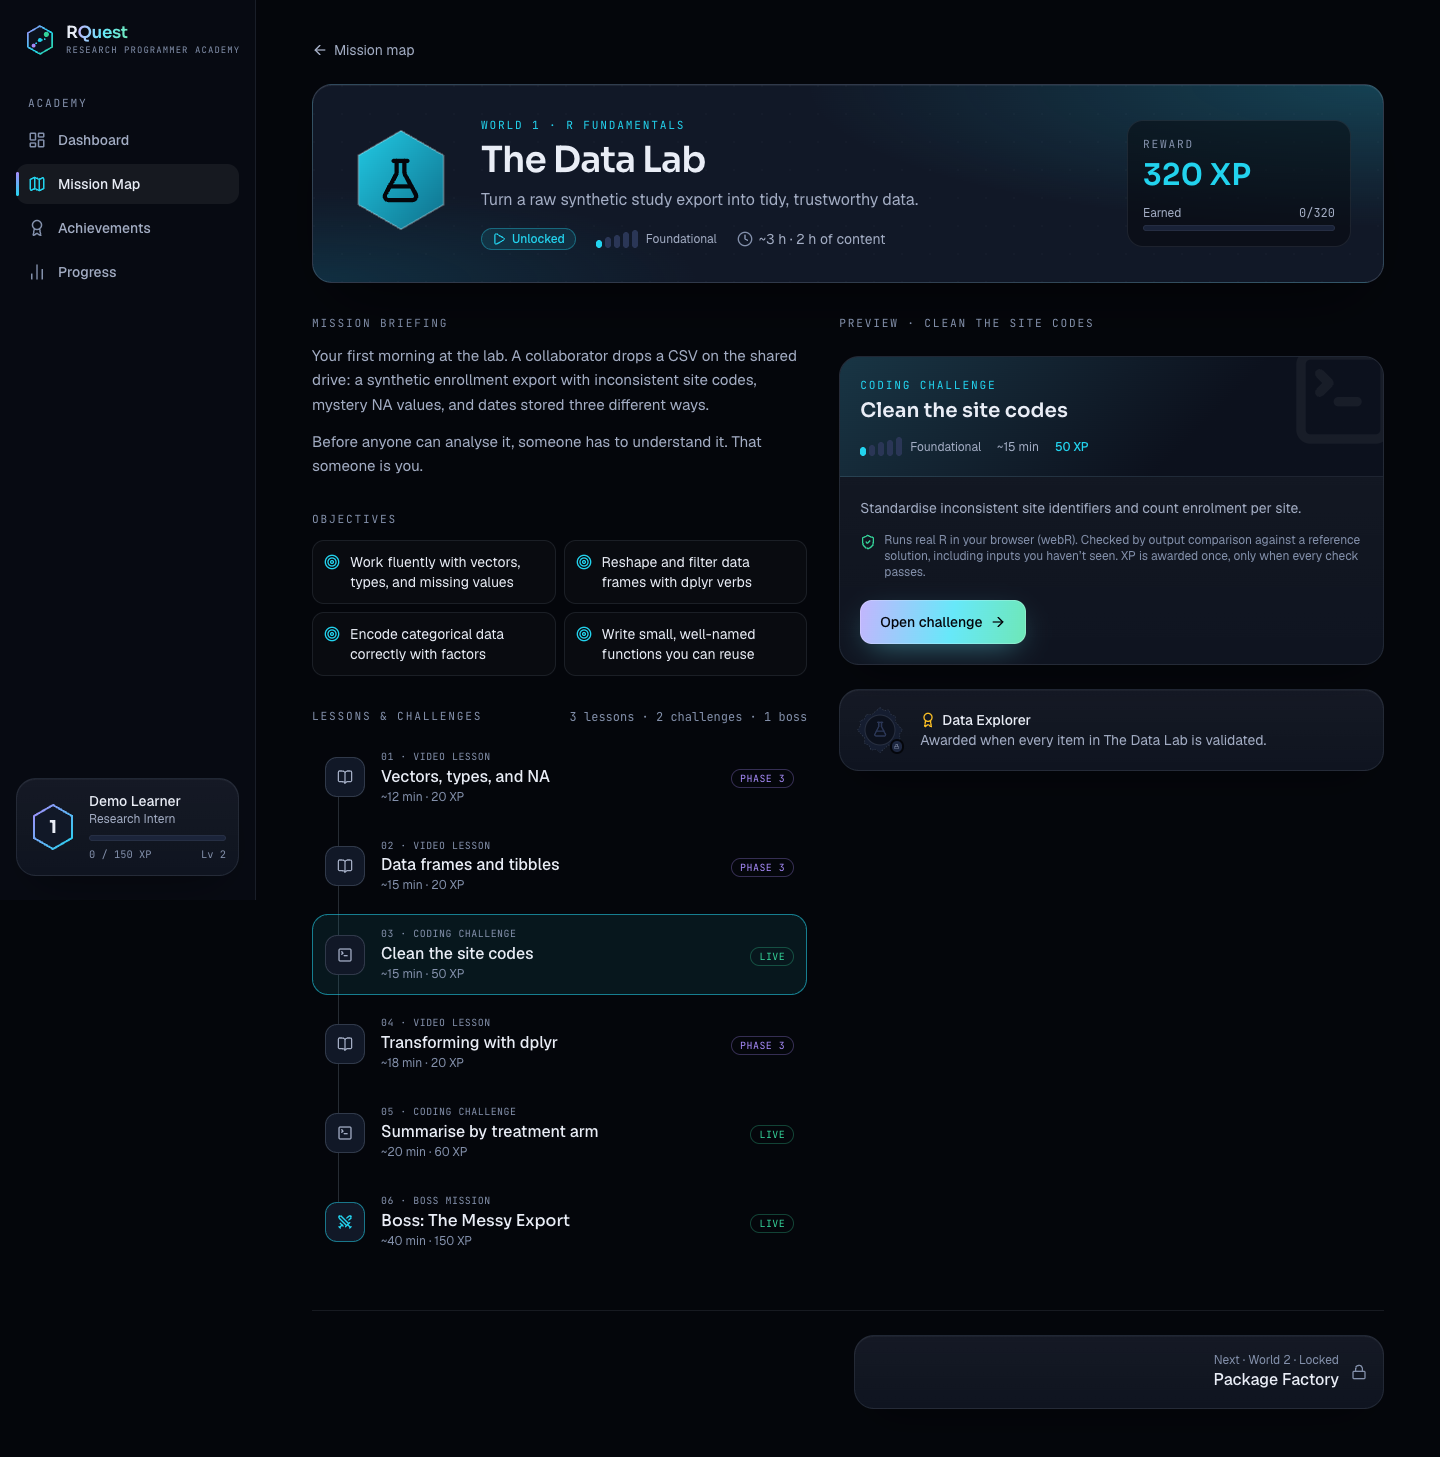 RQuest
RESEARCH PROGRAMMER ACADEMY
ACADEMY
Dashboard
Mission Map
Achievements
Progress
Demo Learner
Research Intern
1
0 / 150 XP
Lv 2
Mission map
WORLD 1 · R FUNDAMENTALS
The Data Lab
Turn a raw synthetic study export into tidy, trustworthy data.
Unlocked
Foundational
~3 h · 2 h of content
REWARD
320 XP
Earned
0/320
MISSION BRIEFING
Your first morning at the lab. A collaborator drops a CSV on the shared
drive: a synthetic enrollment export with inconsistent site codes,
mystery NA values, and dates stored three different ways.
Before anyone can analyse it, someone has to understand it. That
someone is you.
OBJECTIVES
Work fluently with vectors,
types, and missing values
Reshape and filter data
frames with dplyr verbs
Encode categorical data
correctly with factors
Write small, well-named
functions you can reuse
LESSONS & CHALLENGES
3 lessons · 2 challenges · 1 boss
01 · VIDEO LESSON
Vectors, types, and NA
~12 min · 20 XP
PHASE 3
02 · VIDEO LESSON
Data frames and tibbles
~15 min · 20 XP
PHASE 3
03 · CODING CHALLENGE
Clean the site codes
~15 min · 50 XP
LIVE
04 · VIDEO LESSON
Transforming with dplyr
~18 min · 20 XP
PHASE 3
05 · CODING CHALLENGE
Summarise by treatment arm
~20 min · 60 XP
LIVE
06 · BOSS MISSION
Boss: The Messy Export
~40 min · 150 XP
LIVE
PREVIEW · CLEAN THE SITE CODES
CODING CHALLENGE
Clean the site codes
Foundational
~15 min
50 XP
Standardise inconsistent site identifiers and count enrolment per site.
Runs real R in your browser (webR). Checked by output comparison against a reference
solution, including inputs you haven't seen. XP is awarded once, only when every check
passes.
Open challenge
Data Explorer
Awarded when every item in The Data Lab is validated.
Next · World 2 · Locked
Package Factory